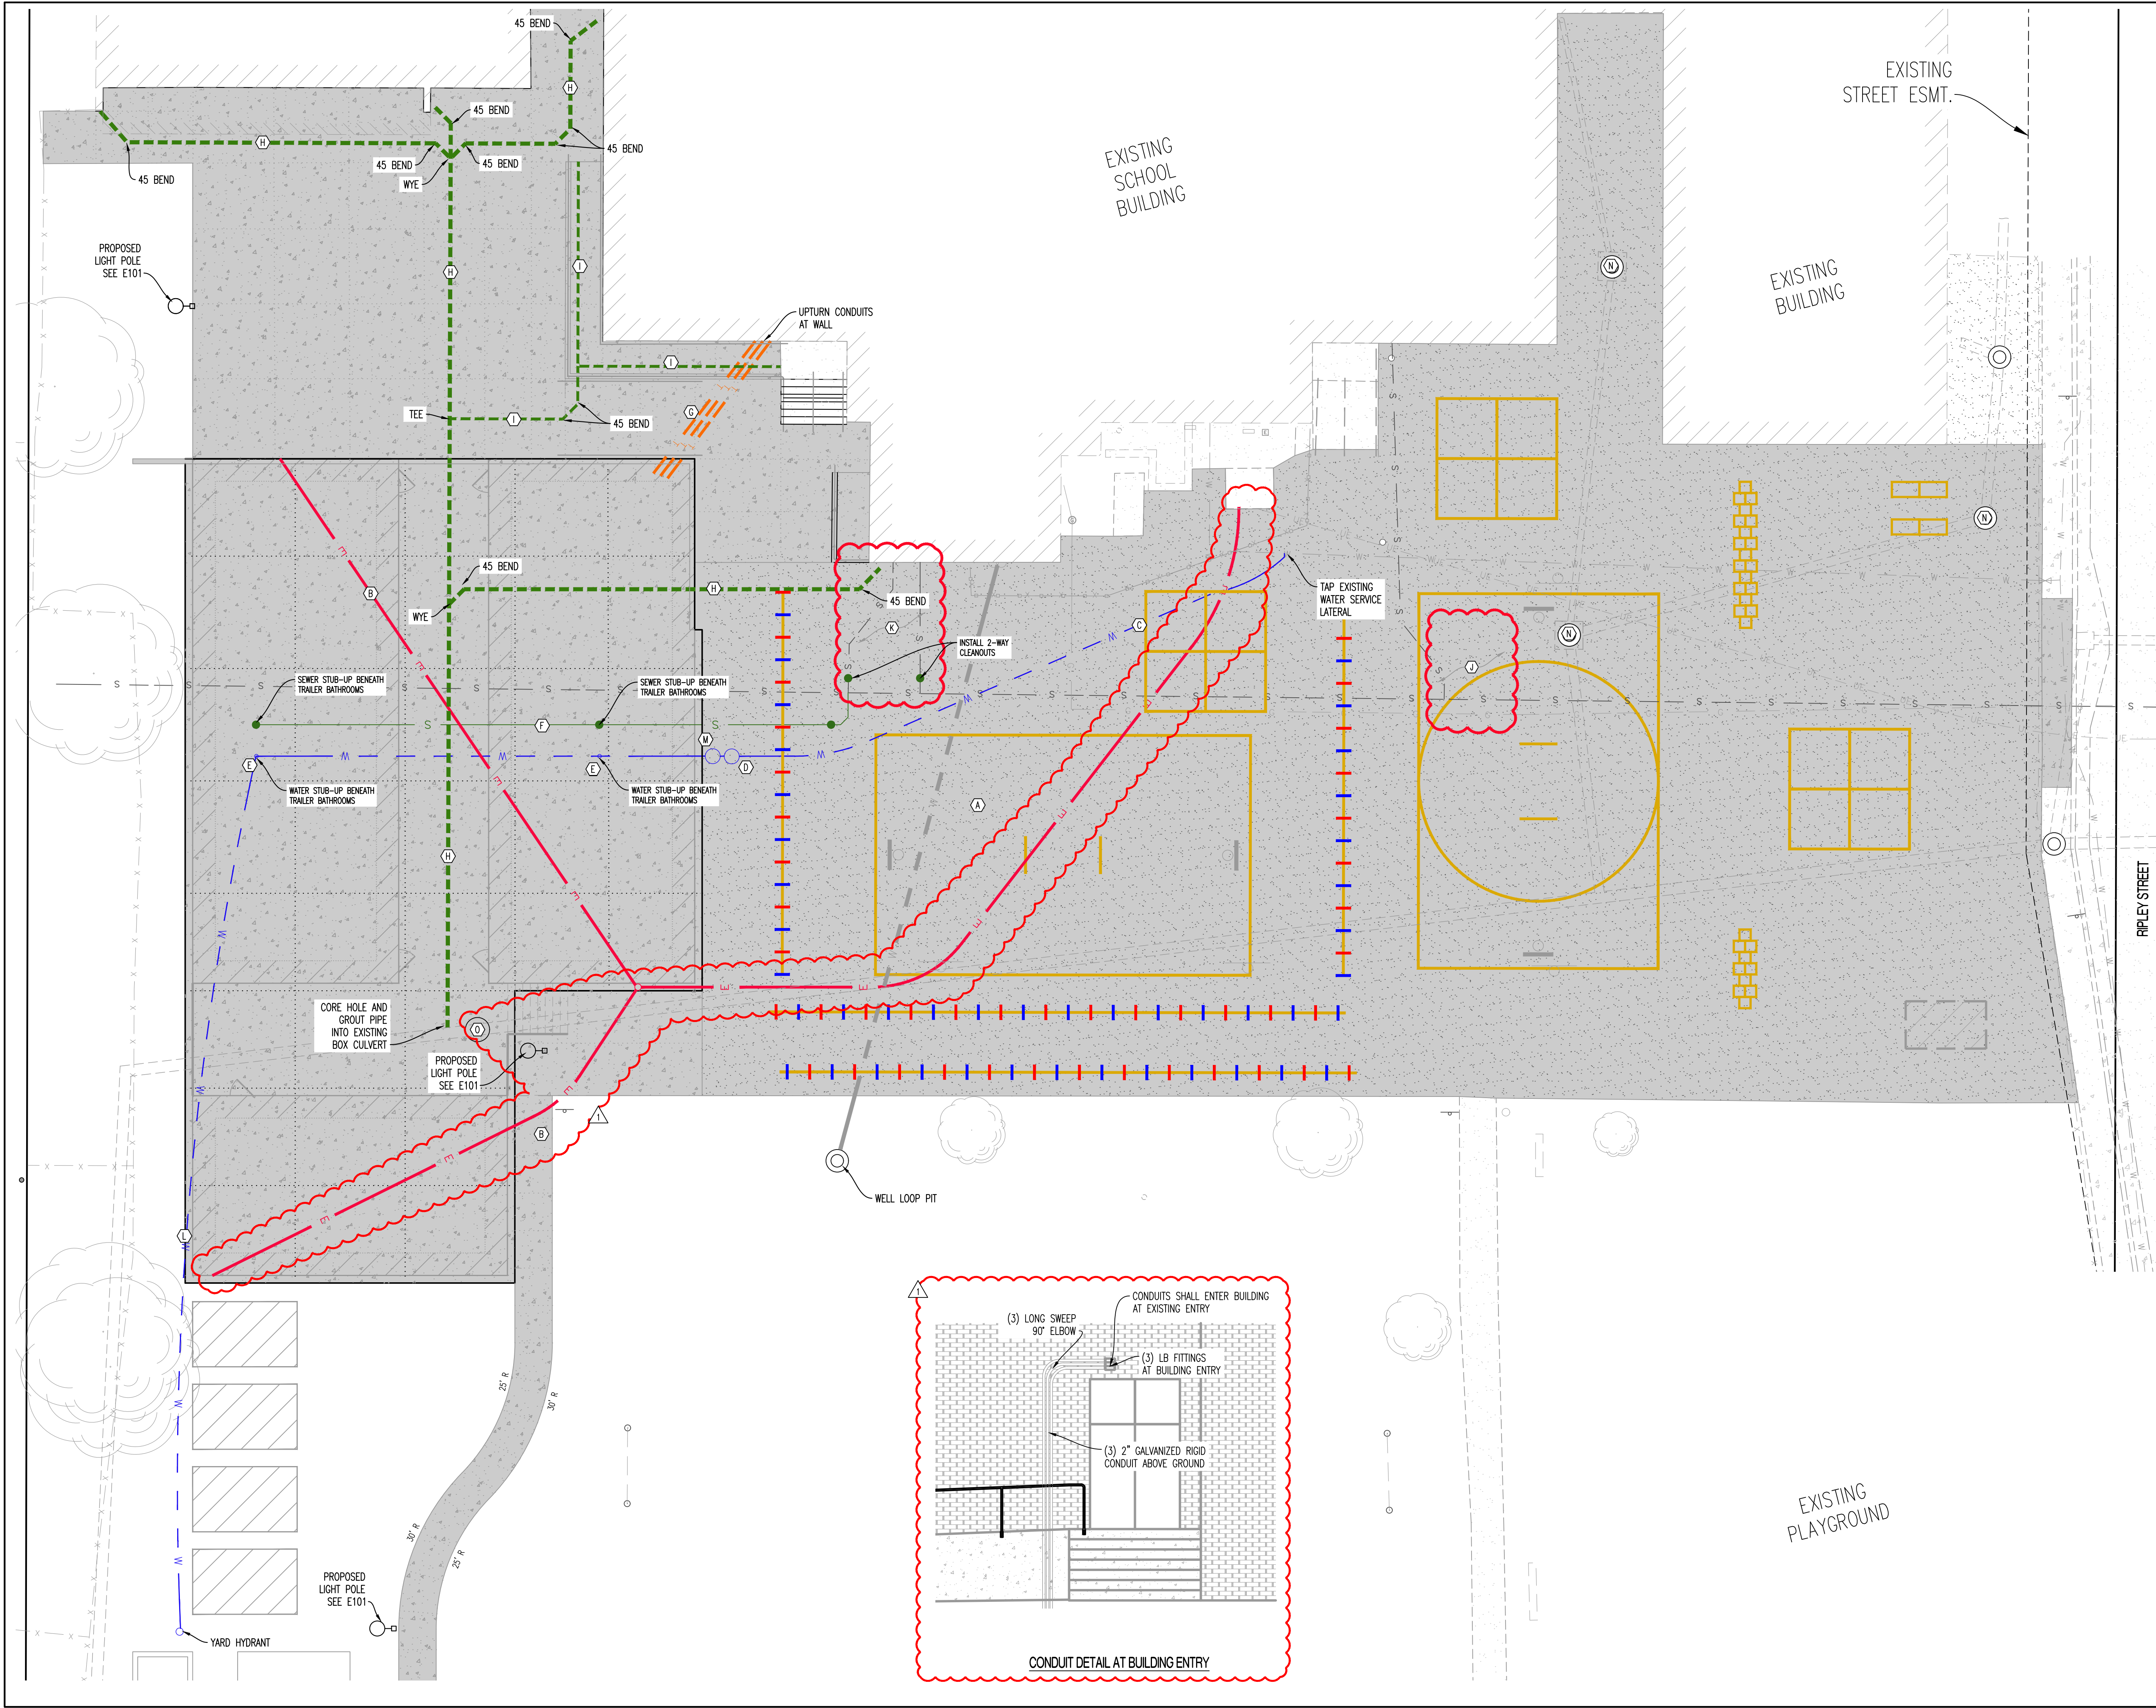 45 BEND
H
EXISTING
STREET ESMT.
45 BEND
H
45 BEND
45 BEND
45 BEND
45 BEND
WYE
EXISTING
SCHOOL
BUILDING
PROPOSED
LIGHT POLE
SEE E101
H
I
N
EXISTING
BUILDING
UPTURN CONDUITS
AT WALL
I
TEE
I
45 BEND
G
N
B
45 BEND
H
45 BEND
WYE
TAP EXISTING
WATER SERVICE
LATERAL
K
C
N
INSTALL 2-WAY
CLEANOUTS
J
SEWER STUB-UP BENEATH
TRAILER BATHROOMS
SEWER STUB-UP BENEATH
TRAILER BATHROOMS
S S S S S S S S S S S S S S S
F
M
E
E
D
WATER STUB-UP BENEATH
TRAILER BATHROOMS
WATER STUB-UP BENEATH
TRAILER BATHROOMS
A
H
RIPLEY STREET
CORE HOLE AND
GROUT PIPE
INTO EXISTING
BOX CULVERT
O
PROPOSED
LIGHT POLE
SEE E101
1
B
WELL LOOP PIT
L
1
CONDUITS SHALL ENTER BUILDING
AT EXISTING ENTRY
(3) LONG SWEEP
90° ELBOW
(3) LB FITTINGS
AT BUILDING ENTRY
(3) 2" GALVANIZED RIGID
CONDUIT ABOVE GROUND
CONDUIT DETAIL AT BUILDING ENTRY
25' R
30' R
30' R
25' R
PROPOSED
LIGHT POLE
SEE E101
YARD HYDRANT
EXISTING
PLAYGROUND